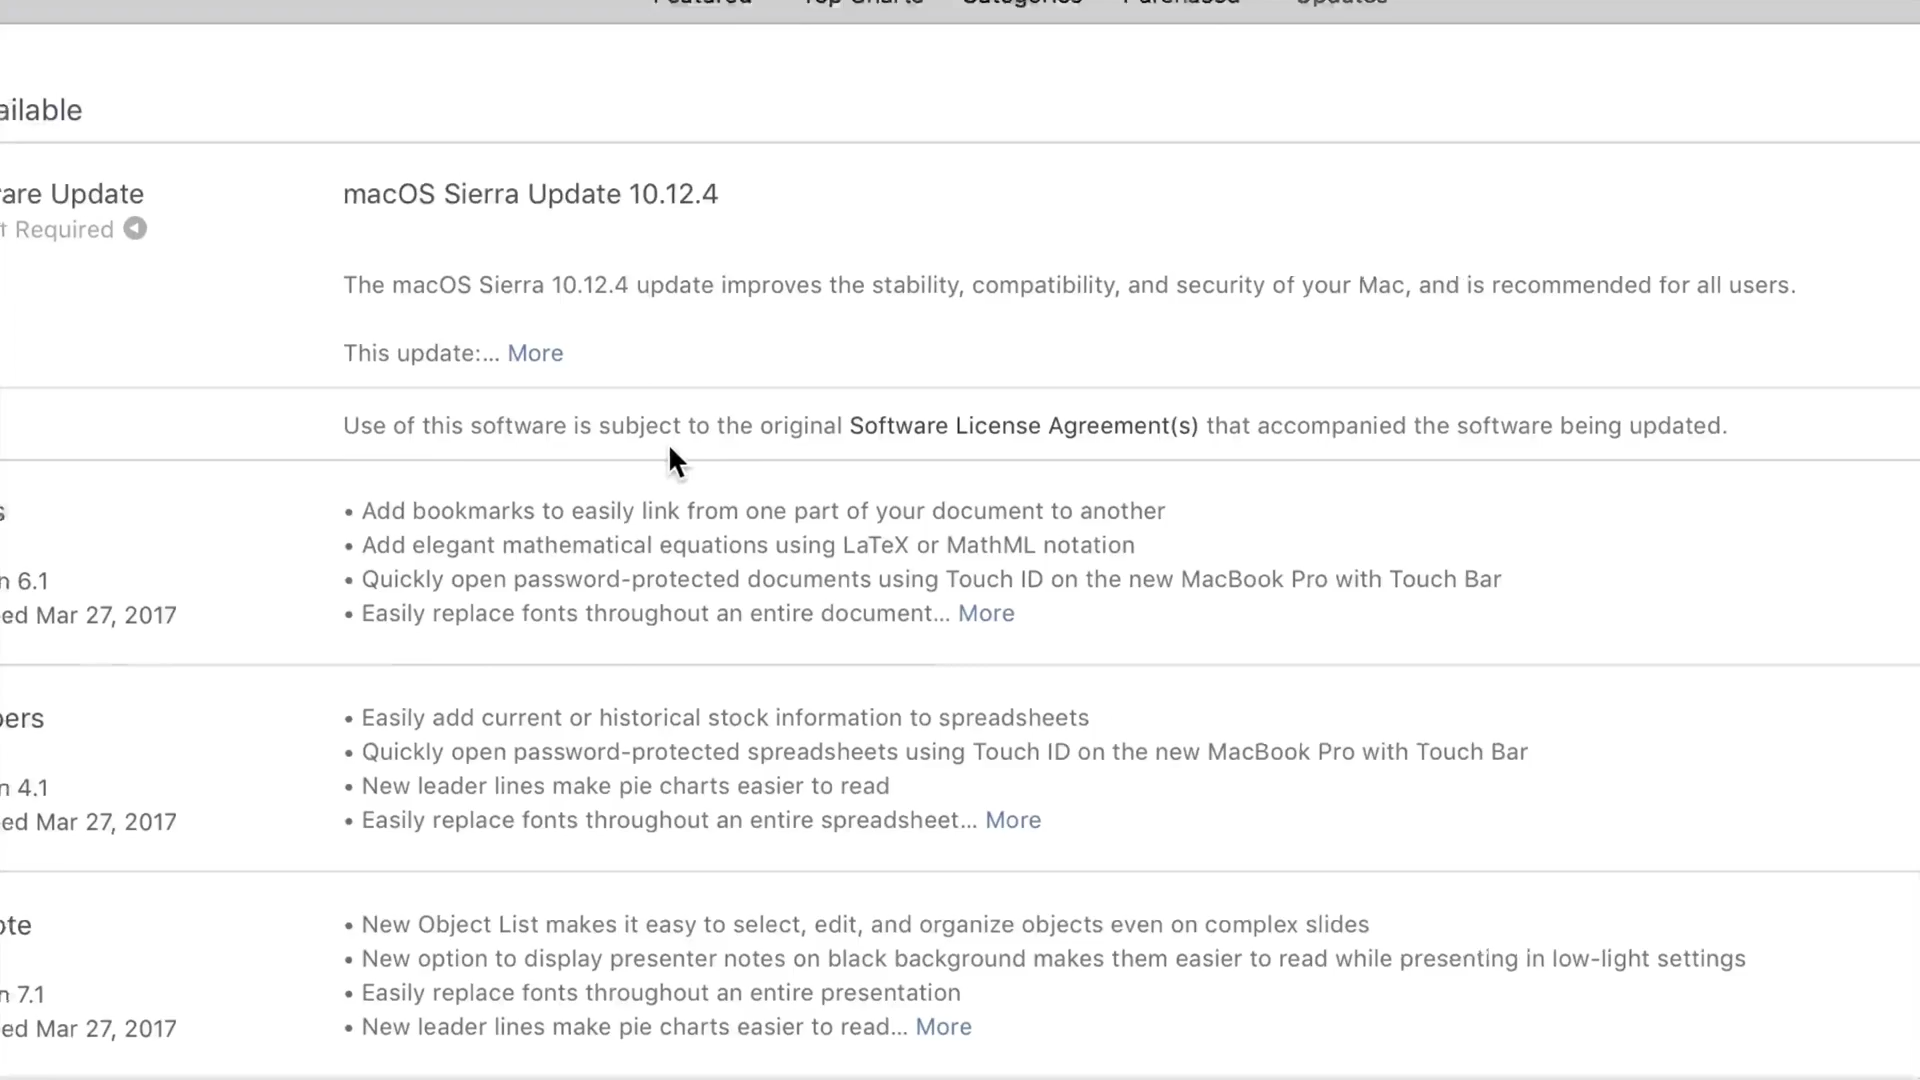 Featured Top Charts Categories Purchased Updates
ailable
are Update
macOS Sierra Update 10.12.4
t Required
The macOS Sierra 10.12.4 update improves the stability, compatibility, and security of your Mac, and is recommended for all users.
This update:... More
Use of this software is subject to the original Software License Agreement(s) that accompanied the software being updated.
s
• Add bookmarks to easily link from one part of your document to another
• Add elegant mathematical equations using LaTeX or MathML notation
n 6.1
• Quickly open password-protected documents using Touch ID on the new MacBook Pro with Touch Bar
ed Mar 27, 2017
• Easily replace fonts throughout an entire document... More
bers
• Easily add current or historical stock information to spreadsheets
• Quickly open password-protected spreadsheets using Touch ID on the new MacBook Pro with Touch Bar
n 4.1
• New leader lines make pie charts easier to read
ed Mar 27, 2017
• Easily replace fonts throughout an entire spreadsheet... More
ote
• New Object List makes it easy to select, edit, and organize objects even on complex slides
• New option to display presenter notes on black background makes them easier to read while presenting in low-light settings
n 7.1
• Easily replace fonts throughout an entire presentation
ed Mar 27, 2017
• New leader lines make pie charts easier to read... More